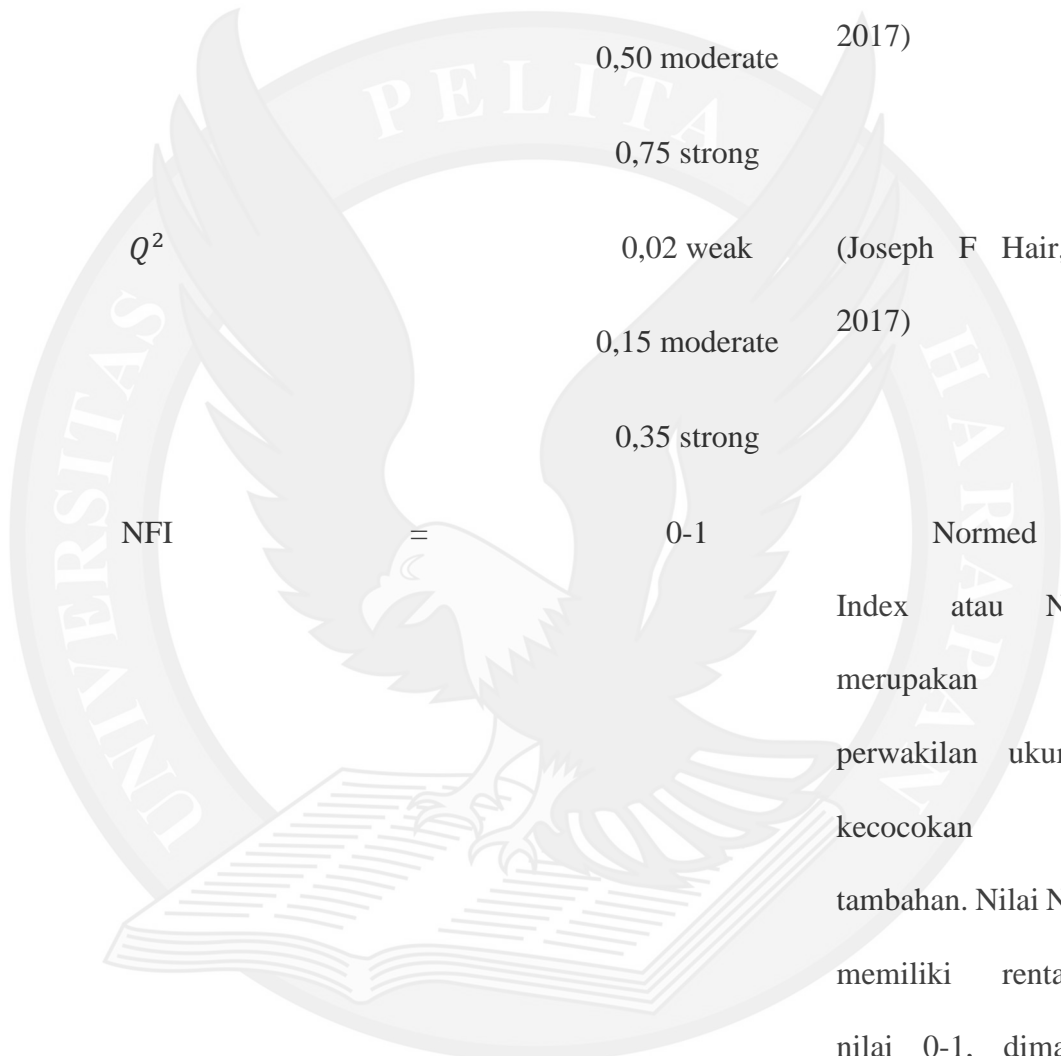 2017)
0,50 moderate
0,75 strong
Q² 0,02 weak (Joseph F Hair,
2017)
0,15 moderate
0,35 strong
NFI = 0-1 Normed
Index atau N
merupakan
perwakilan ukur
kecocokan
tambahan. Nilai N
memiliki renta
nilai 0-1, dima
UNIVERSITAS PELITA HARAPAN